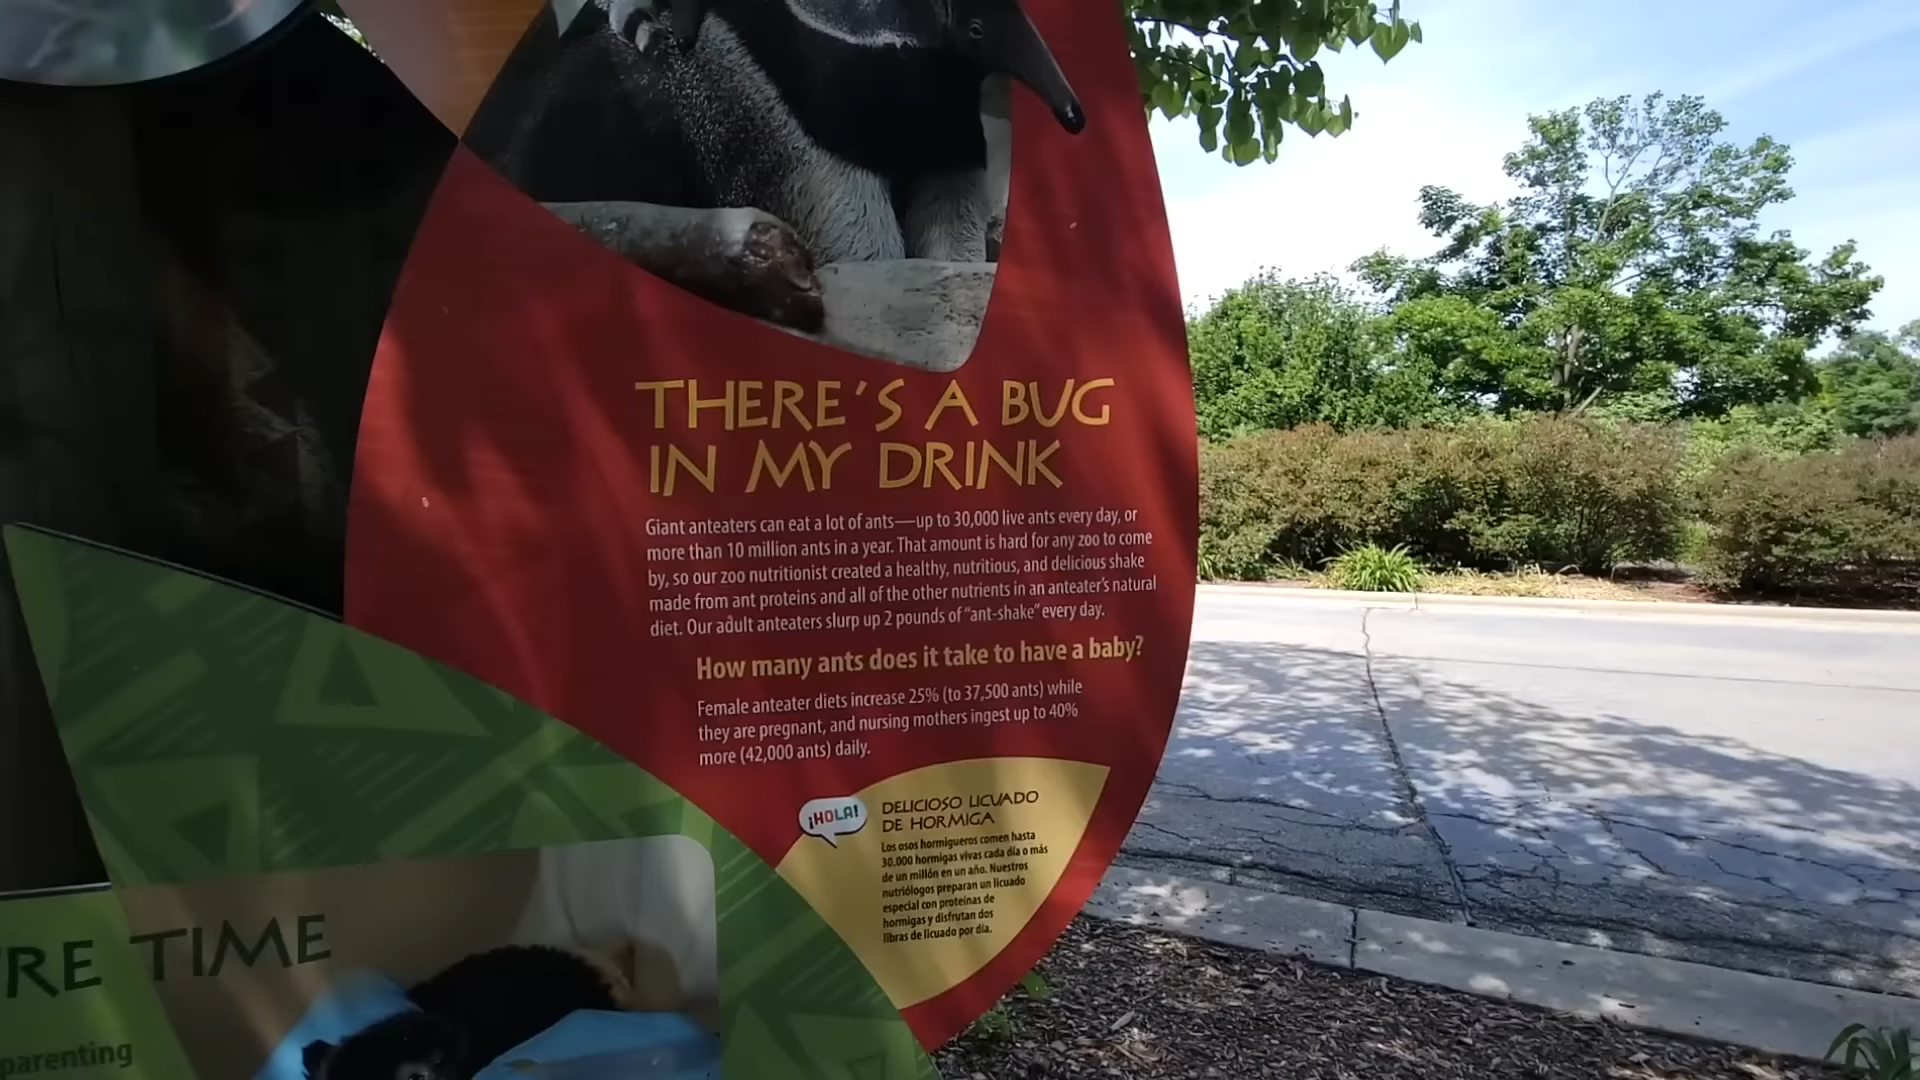 THERE'S A BUG
IN MY DRINK
Giant anteaters can eat a lot of ants—up to 30,000 live ants every day, or
more than 10 million ants in a year. That amount is hard for any zoo to come
by, so our zoo nutritionist created a healthy, nutritious, and delicious shake
made from ant proteins and all of the other nutrients in an anteater's natural
diet. Our adult anteaters slurp up 2 pounds of "ant-shake" every day.
How many ants does it take to have a baby?
Female anteater diets increase 25% (to 37,500 ants) while
they are pregnant, and nursing mothers ingest up to 40%
more (42,000 ants) daily.
¡HOLA!
DELICIOSO LICUADO
DE HORMIGA
Los osos hormigueros comen hasta
30.000 hormigas vivas cada día o más
de un millón en un año. Nuestros
nutriólogos preparan un licuado
especial con proteínas de
hormigas y disfrutan dos
libras de licuado por día.
RE TIME
parenting